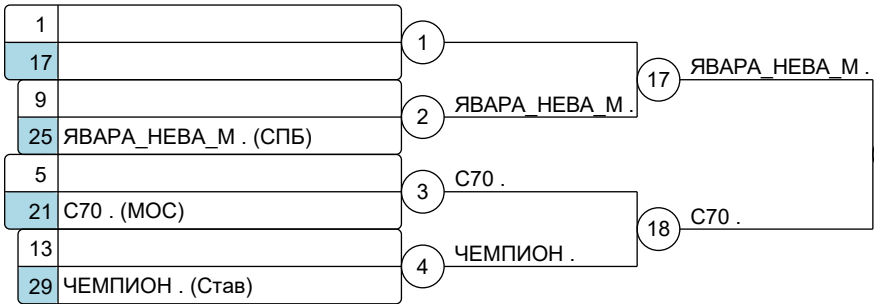 1
17
1
ЯВАРА_НЕВА_М .
17
9
ЯВАРА_НЕВА_М .
2
25 ЯВАРА_НЕВА_М . (СПБ)
5
С70 .
3
21 С70 . (МОС)
С70 .
18
13
ЧЕМПИОН .
4
29 ЧЕМПИОН . (Став)